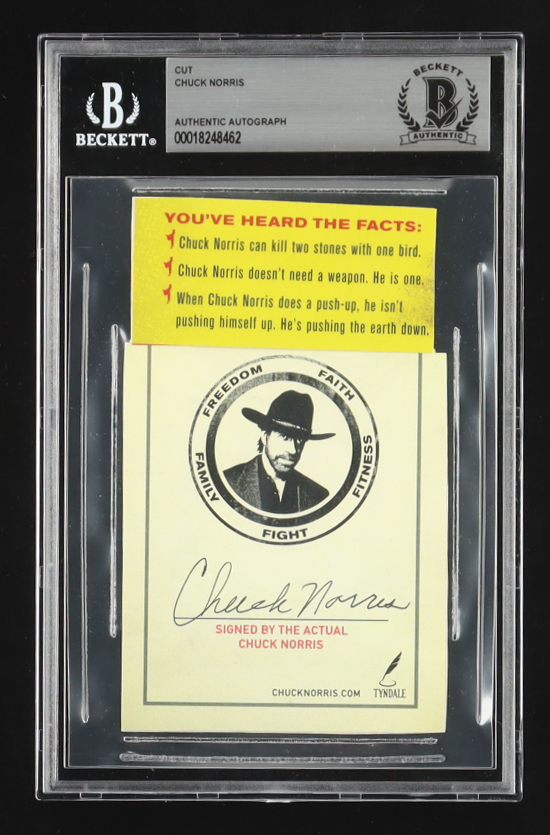 CUT
CHUCK NORRIS
AUTHENTIC AUTOGRAPH
00018248462
B
BECKETT®
BECKETT
B
AUTHENTIC
YOU'VE HEARD THE FACTS:
Chuck Norris can kill two stones with one bird.
Chuck Norris doesn't need a weapon. He is one.
When Chuck Norris does a push-up, he isn't
pushing himself up. He's pushing the earth down.
FREEDOM
FAITH
FITNESS
FIGHT
FAMILY
Chuck Norris
SIGNED BY THE ACTUAL
CHUCK NORRIS
CHUCKNORRIS.COM
TYNDALE